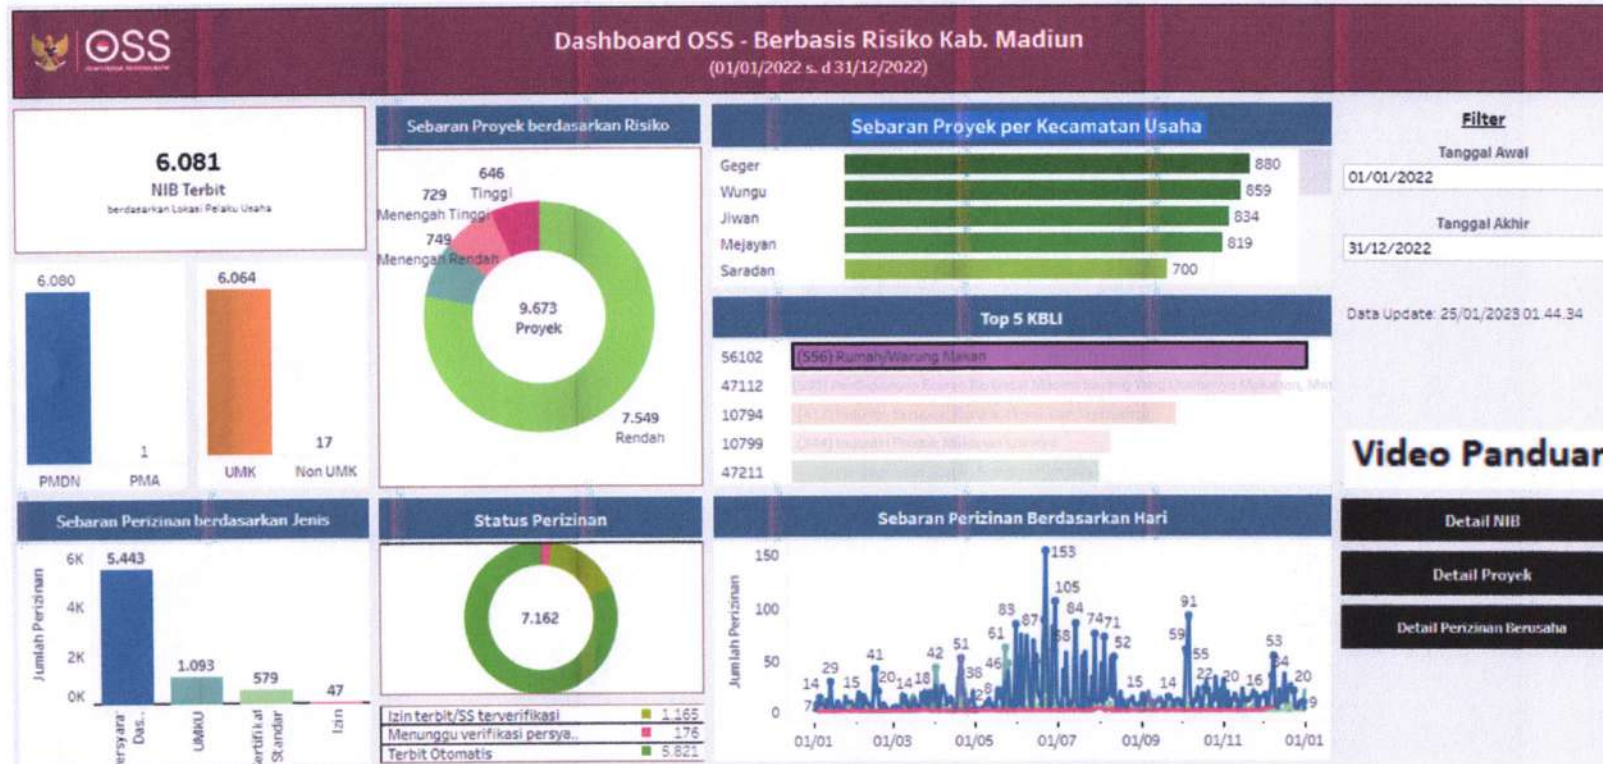 OSS
Dashboard OSS - Berbasis Risiko Kab. Madiun
(01/01/2022 s. d 31/12/2022)
6.081
NIB Terbit
berdasarkan Lokasi Pelaku Usaha
6.080
PMDN
1
PMA
6.064
UMK
17
Non UMK
Sebaran Proyek berdasarkan Risiko
646
Tinggi
729
Menengah Tinggi
749
Menengah Rendah
9.673
Proyek
7.549
Rendah
Sebaran Proyek per Kecamatan Usaha
Geger 880
Wungu 859
Jiwan 834
Mejayan 819
Saradan 700
Top 5 KBLI
56102 (556) Rumah/Warung Makan
47112
10794
10799
47211
Filter
Tanggal Awal
01/01/2022
Tanggal Akhir
31/12/2022
Data Update: 25/01/2023 01.44.34
Video Panduan
Detail NIB
Detail Proyek
Detail Perizinan Berusaha
Sebaran Perizinan berdasarkan Jenis
Jumlah Perizinan
6K
4K
2K
0K
5.443
1.093
579
47
ersyara
Das..
UMKU
ertifikat
Standar
Izin
Status Perizinan
7.162
Izin terbit/SS terverifikasi 1.165
Menunggu verifikasi persya.. 176
Terbit Otomatis 5.821
Sebaran Perizinan Berdasarkan Hari
Jumlah Perizinan
150
100
50
0
14 29 15 41 20 14 18 42 51 38 8 46 61 83 87 153 105 58 84 74 71 52 15 14 59 91 55 22 20 16 53 34 20 9
01/01 01/03 01/05 01/07 01/09 01/11 01/01